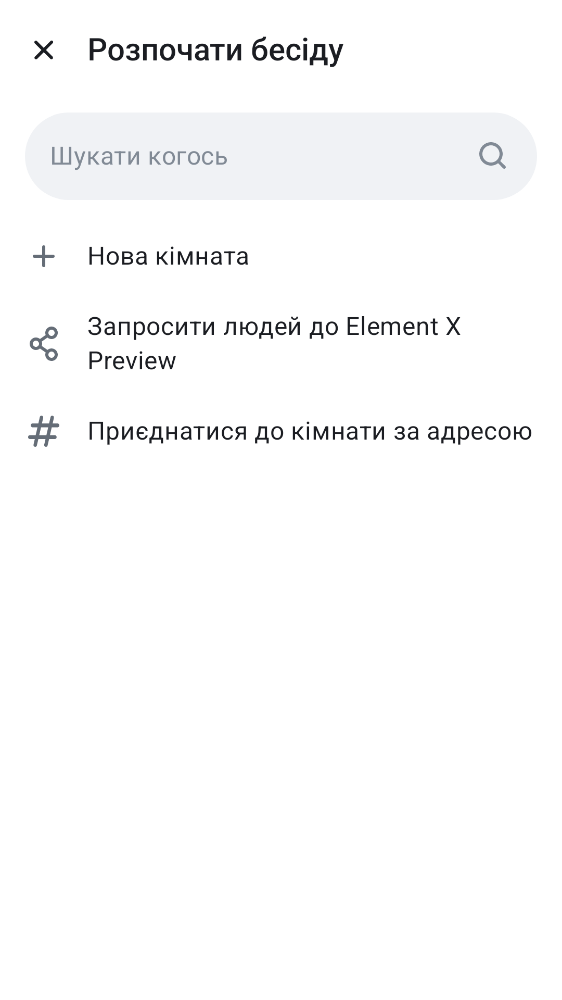 Розпочати бесіду
Шукати когось
Нова кімната
Запросити людей до Element X
Preview
Приєднатися до кімнати за адресою